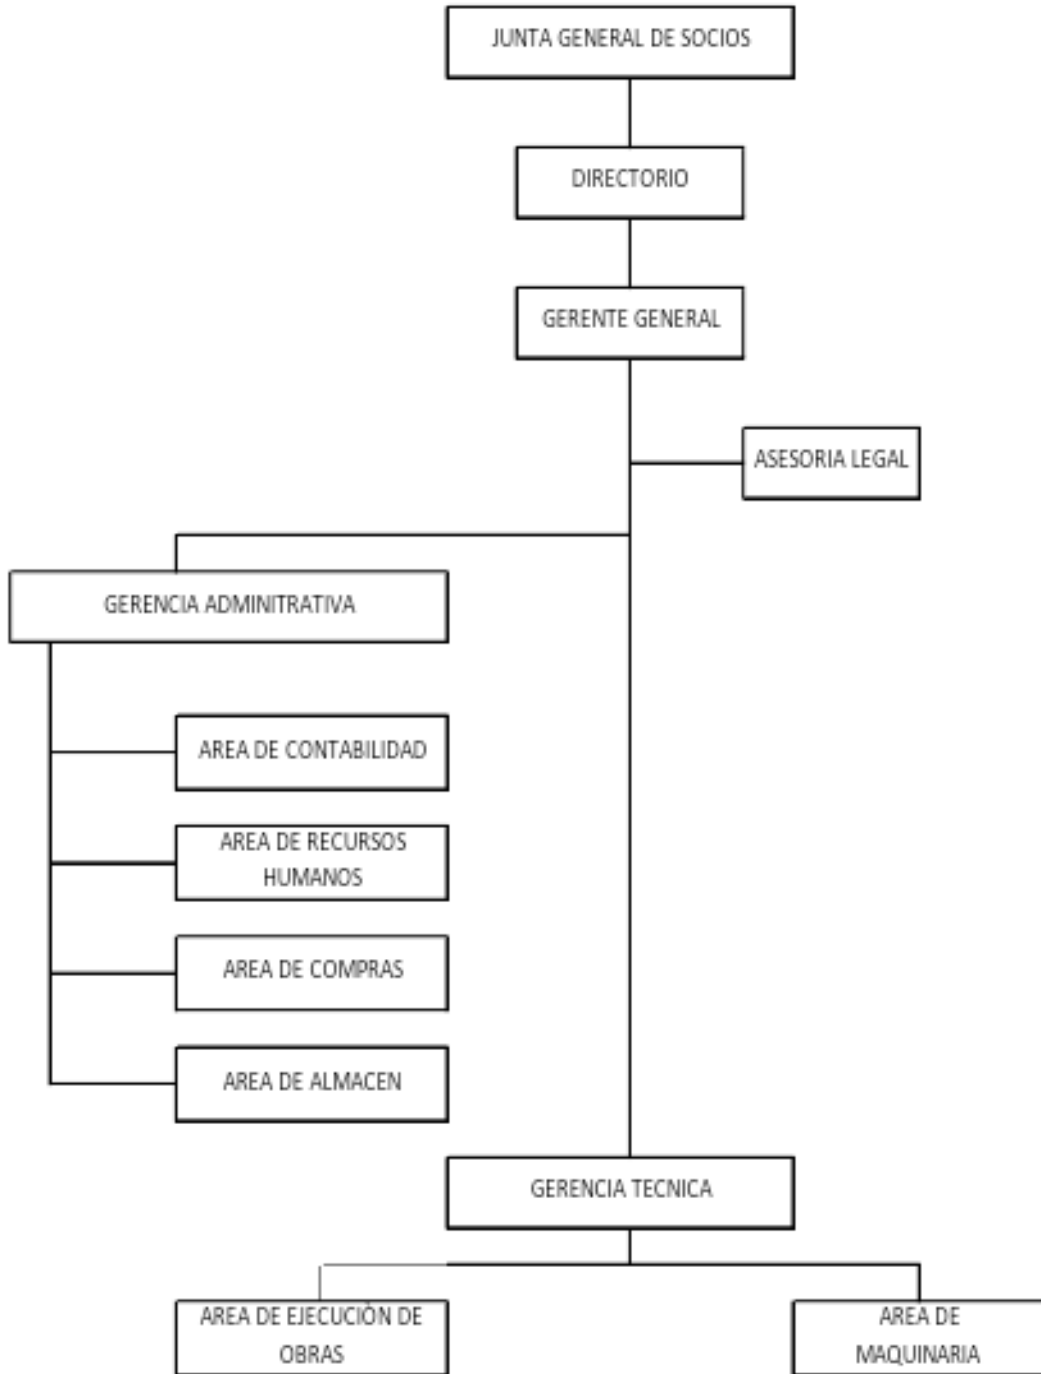 JUNTA GENERAL DE SOCIOS
DIRECTORIO
GERENTE GENERAL
ASESORIA LEGAL
GERENCIA ADMINITRATIVA
AREA DE CONTABILIDAD
AREA DE RECURSOS
HUMANOS
AREA DE COMPRAS
AREA DE ALMACEN
GERENCIA TECNICA
AREA DE EJECUCIÒN DE
OBRAS
AREA DE
MAQUINARIA